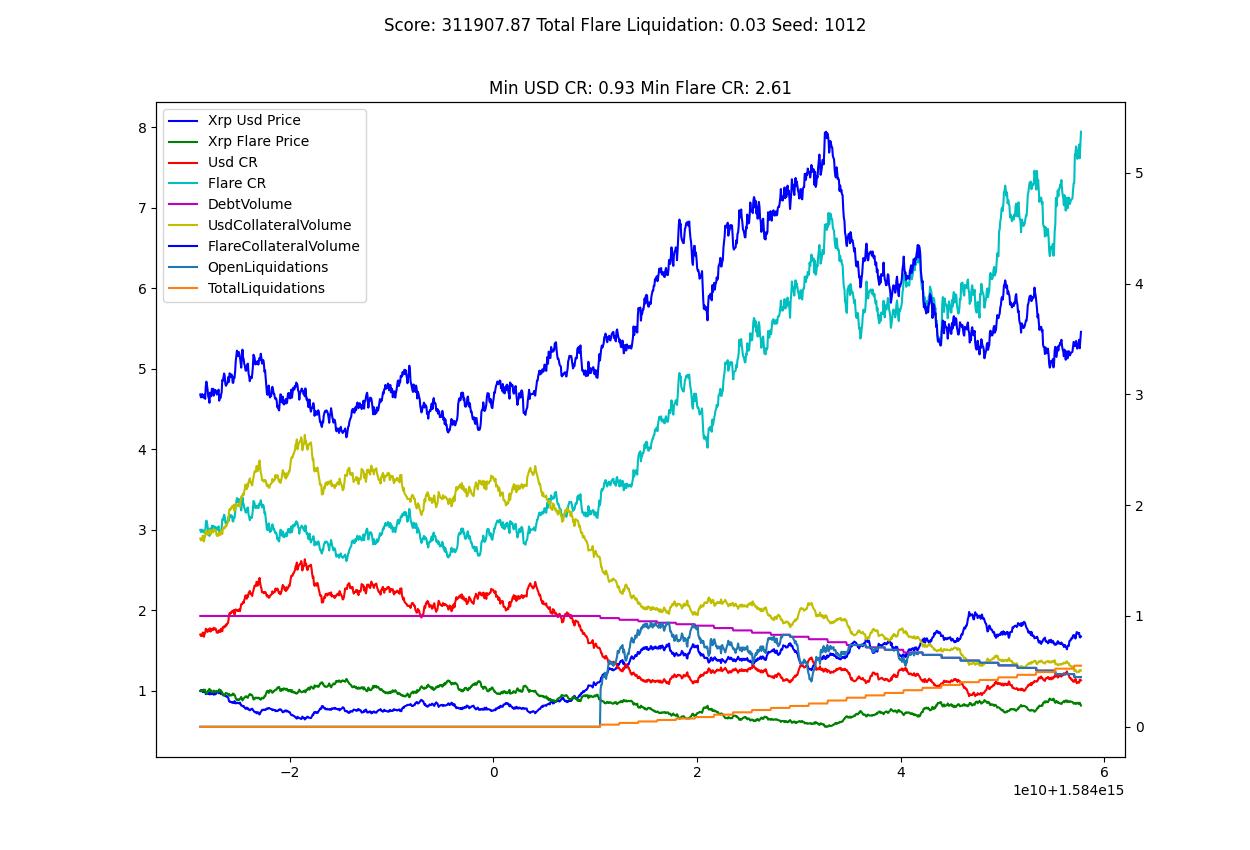 Score: 311907.87 Total Flare Liquidation: 0.03 Seed: 1012
Min USD CR: 0.93 Min Flare CR: 2.61
Xrp Usd Price
Xrp Flare Price
Usd CR
Flare CR
DebtVolume
UsdCollateralVolume
FlareCollateralVolume
OpenLiquidations
TotalLiquidations
8
7
6
5
4
3
2
1
5
4
3
2
1
0
−2
0
2
4
6
1e10+1.584e15